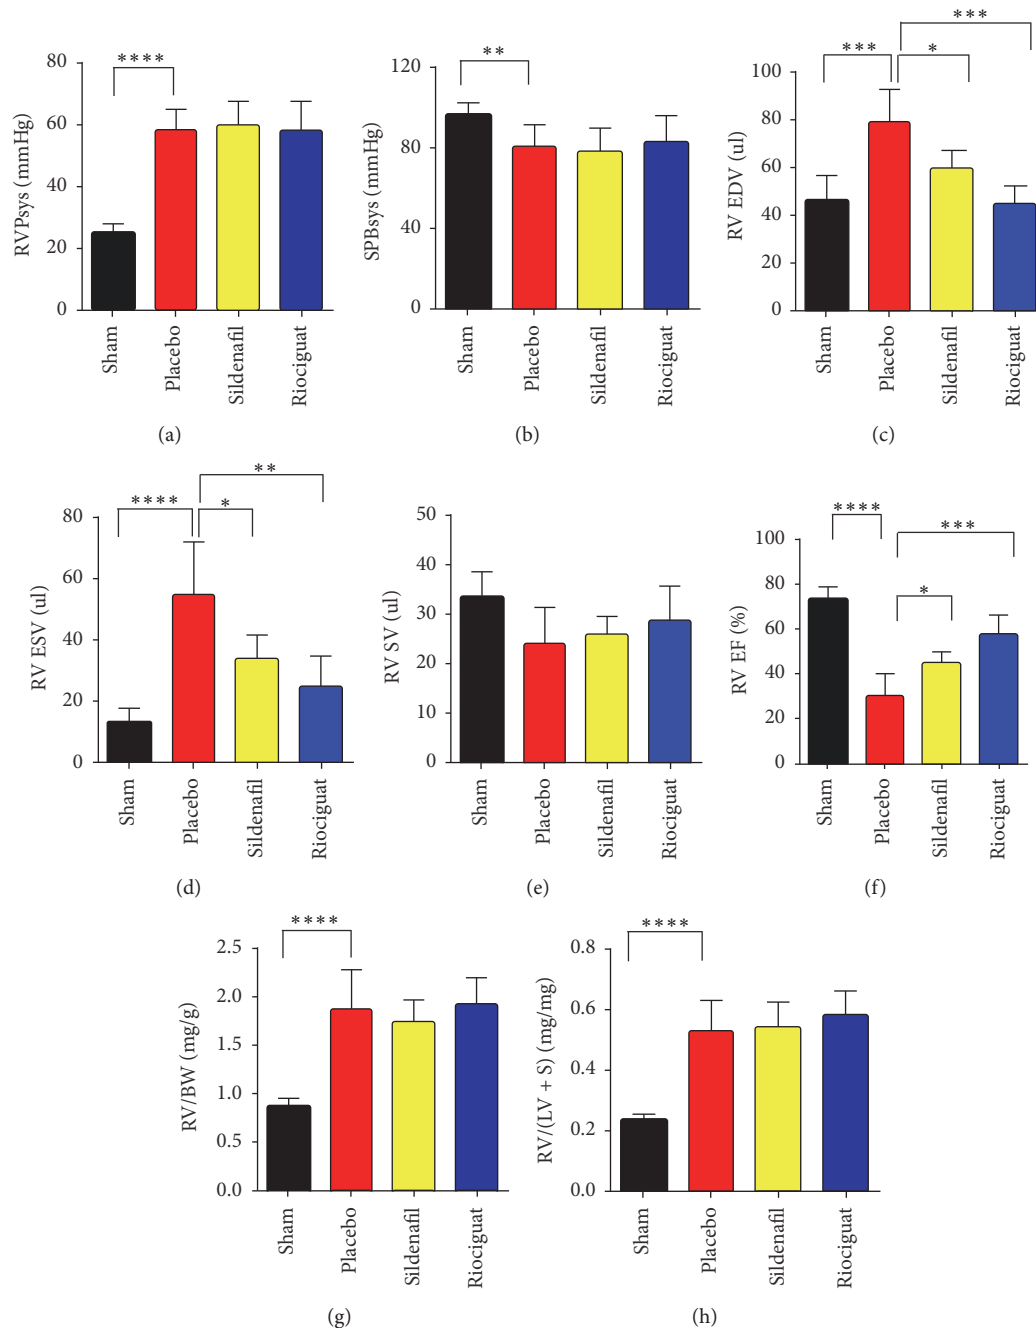 ****
80
60
40
20
0
RVPsys (mmHg)
Sham
Placebo
Sildenafil
Riociguat
(a)
**
120
80
40
0
SPBsys (mmHg)
Sham
Placebo
Sildenafil
Riociguat
(b)
***
*** *
100
80
60
40
20
0
RV EDV (ul)
Sham
Placebo
Sildenafil
Riociguat
(c)
**
**** *
80
60
40
20
0
RV ESV (ul)
Sham
Placebo
Sildenafil
Riociguat
(d)
50
40
30
20
10
0
RV SV (ul)
Sham
Placebo
Sildenafil
Riociguat
(e)
****
***
*
100
80
60
40
20
0
RV EF (%)
Sham
Placebo
Sildenafil
Riociguat
(f)
****
2.5
2.0
1.5
1.0
0.5
0.0
RV/BW (mg/g)
Sham
Placebo
Sildenafil
Riociguat
(g)
****
0.8
0.6
0.4
0.2
0.0
RV/(LV + S) (mg/mg)
Sham
Placebo
Sildenafil
Riociguat
(h)